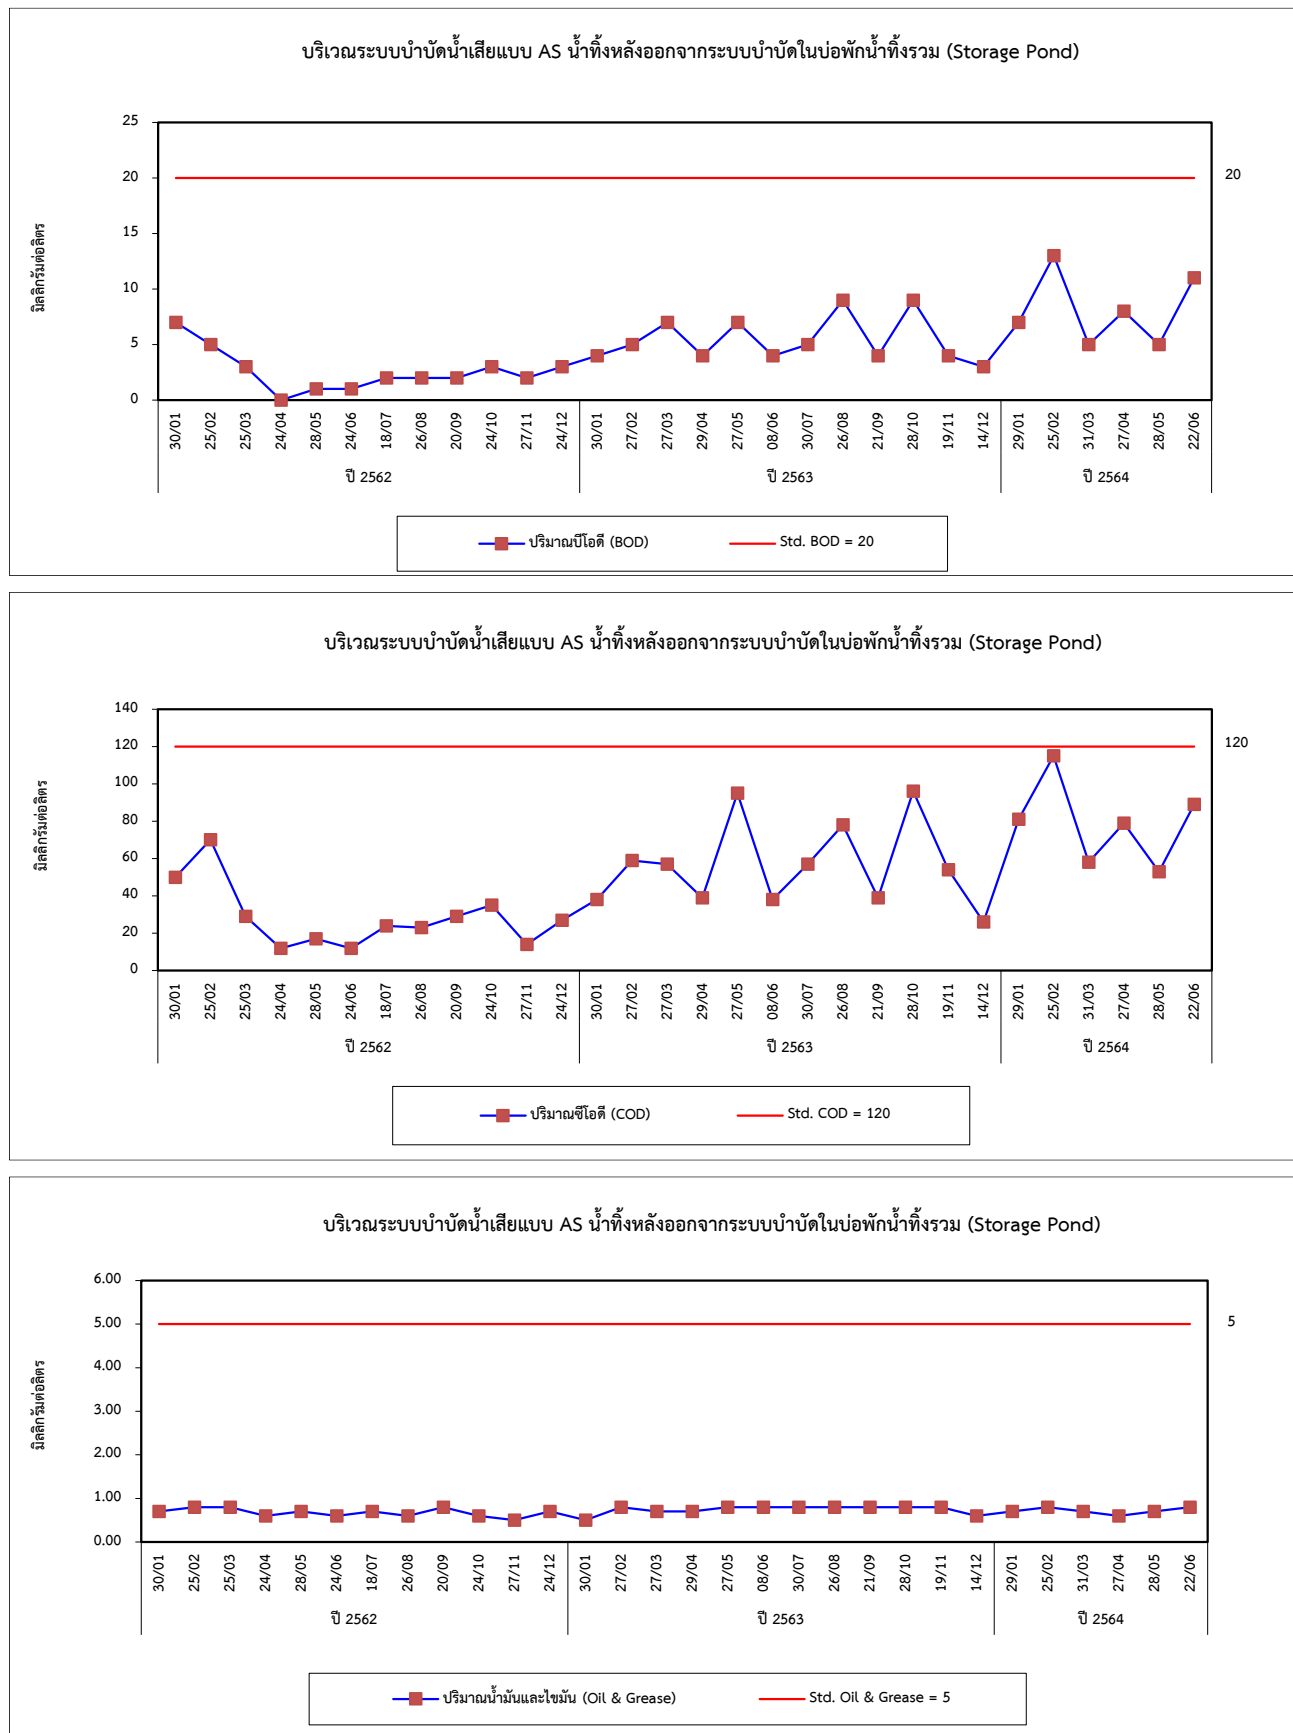 บริเวณระบบบำบัดน้ำเสียแบบ AS น้ำทิ้งหลังออกจากระบบบำบัดในบ่อพักน้ำทิ้งรวม (Storage Pond)
มิลลิกรัมต่อลิตร
25
20
15
10
5
0
20
30/01 25/02 25/03 24/04 28/05 24/06 18/07 26/08 20/09 24/10 27/11 24/12 30/01 27/02 27/03 29/04 27/05 08/06 30/07 26/08 21/09 28/10 19/11 14/12 29/01 25/02 31/03 27/04 28/05 22/06
ปี 2562 ปี 2563 ปี 2564
ปริมาณบีโอดี (BOD) Std. BOD = 20
บริเวณระบบบำบัดน้ำเสียแบบ AS น้ำทิ้งหลังออกจากระบบบำบัดในบ่อพักน้ำทิ้งรวม (Storage Pond)
มิลลิกรัมต่อลิตร
140
120
100
80
60
40
20
0
120
30/01 25/02 25/03 24/04 28/05 24/06 18/07 26/08 20/09 24/10 27/11 24/12 30/01 27/02 27/03 29/04 27/05 08/06 30/07 26/08 21/09 28/10 19/11 14/12 29/01 25/02 31/03 27/04 28/05 22/06
ปี 2562 ปี 2563 ปี 2564
ปริมาณซีโอดี (COD) Std. COD = 120
บริเวณระบบบำบัดน้ำเสียแบบ AS น้ำทิ้งหลังออกจากระบบบำบัดในบ่อพักน้ำทิ้งรวม (Storage Pond)
มิลลิกรัมต่อลิตร
6.00
5.00
4.00
3.00
2.00
1.00
0.00
5
30/01 25/02 25/03 24/04 28/05 24/06 18/07 26/08 20/09 24/10 27/11 24/12 30/01 27/02 27/03 29/04 27/05 08/06 30/07 26/08 21/09 28/10 19/11 14/12 29/01 25/02 31/03 27/04 28/05 22/06
ปี 2562 ปี 2563 ปี 2564
ปริมาณน้ำมันและไขมัน (Oil & Grease) Std. Oil & Grease = 5